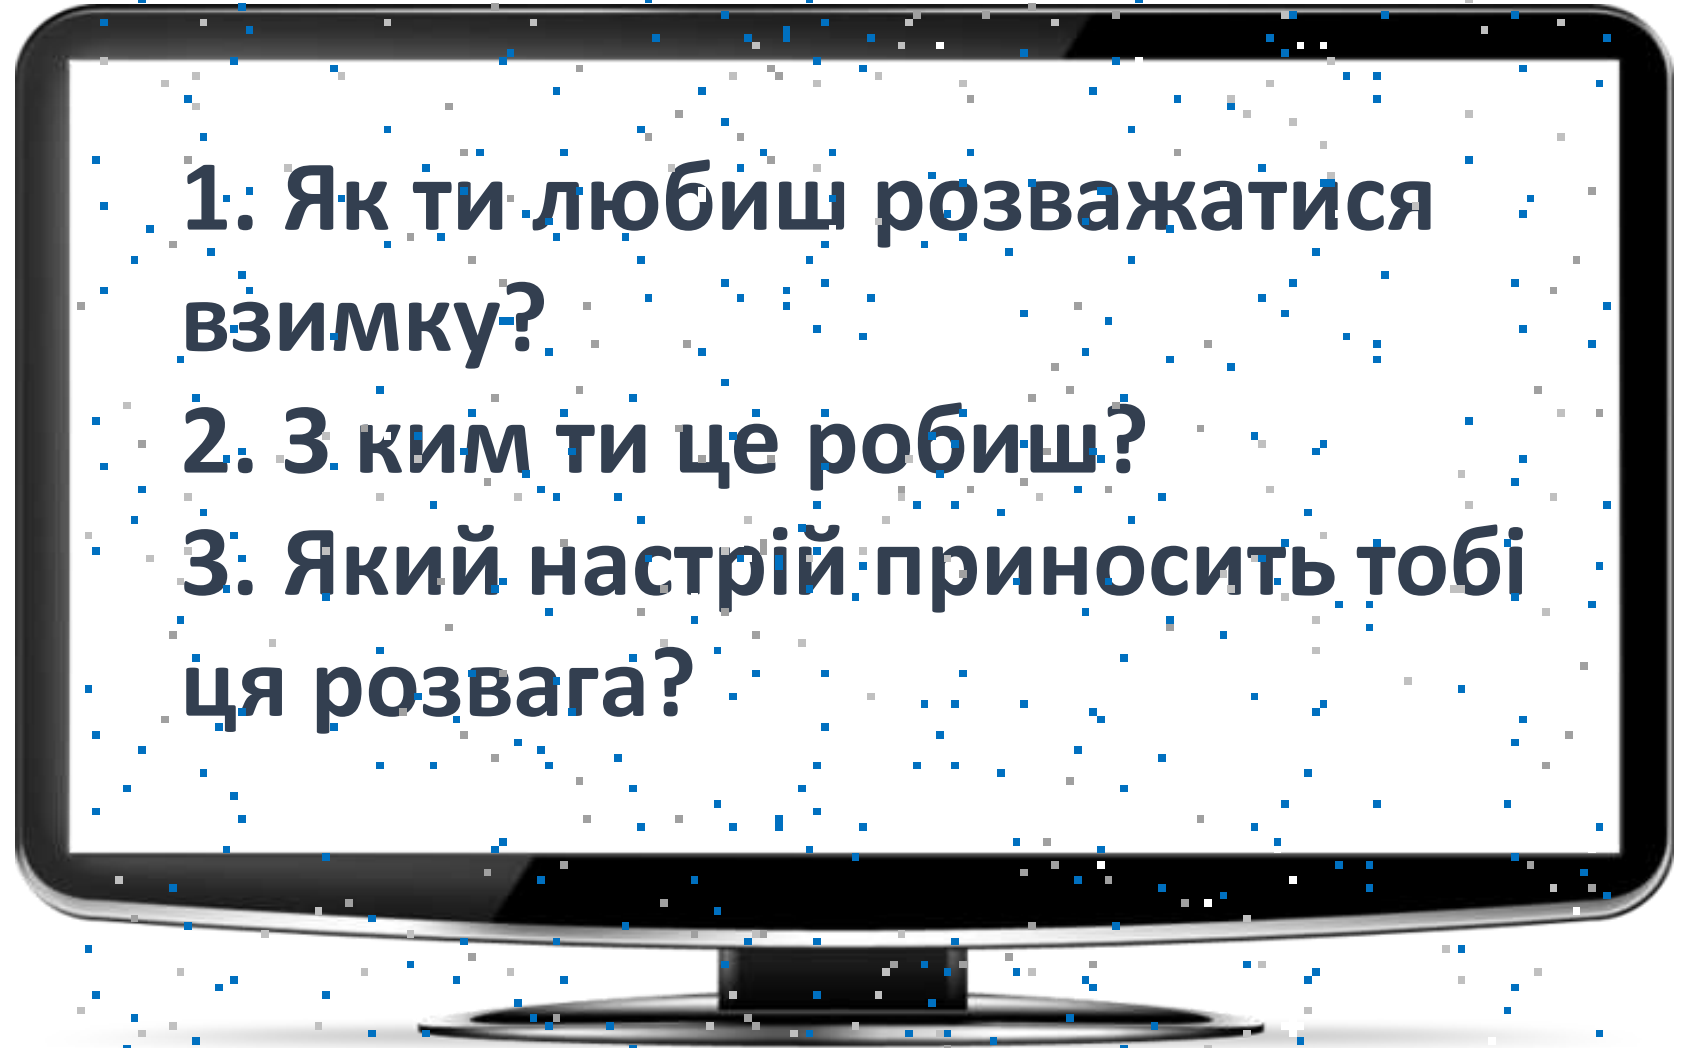 1. Як ти любиш розважатися
взимку?
2. З ким ти це робиш?
3. Який настрій приносить тобі
ця розвага?